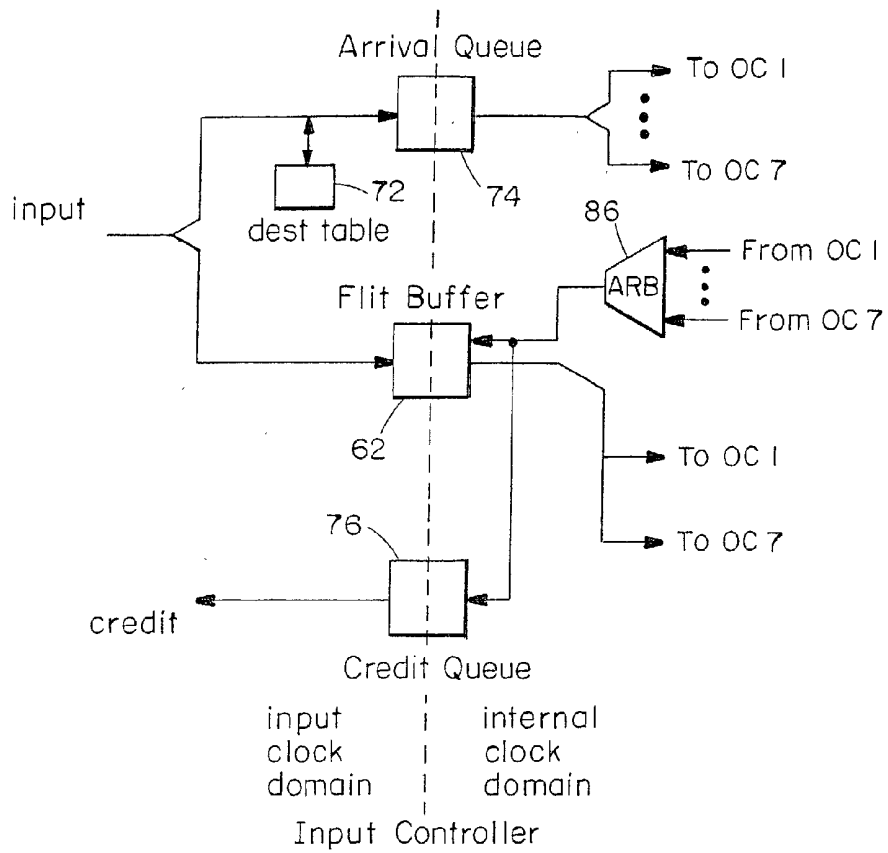 Arrival Queue
To OC 1
To OC 7
74
72
dest table
input
86
ARB
From OC 1
From OC 7
Flit Buffer
62
To OC 1
To OC 7
76
credit
Credit Queue
input clock domain
internal clock domain
Input Controller